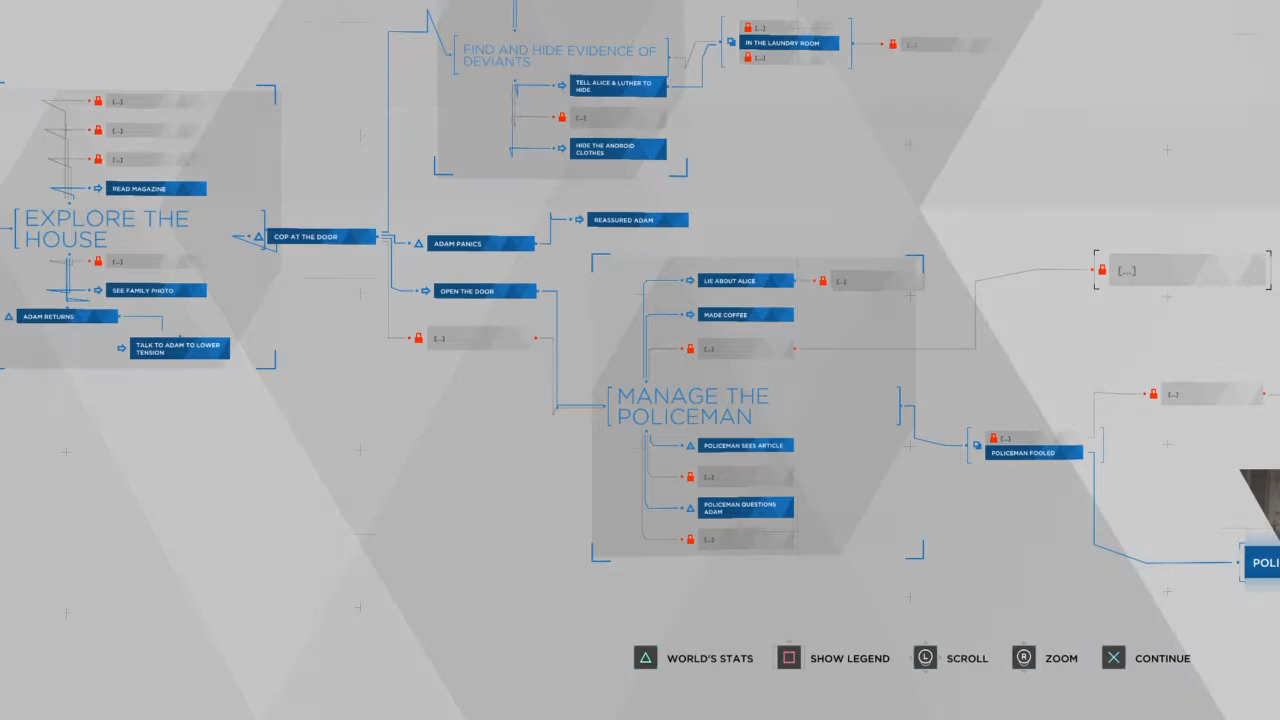 FIND AND HIDE EVIDENCE OF
DEVIANTS
[...]
IN THE LAUNDRY ROOM
[...]
[...]
TELL ALICE & LUTHER TO
HIDE
[...]
HIDE THE ANDROID
CLOTHES
[...]
[...]
[...]
READ MAGAZINE
EXPLORE THE
HOUSE
[...]
SEE FAMILY PHOTO
ADAM RETURNS
TALK TO ADAM TO LOWER
TENSION
COP AT THE DOOR
REASSURED ADAM
ADAM PANICS
OPEN THE DOOR
[...]
LIE ABOUT ALICE
[...]
MADE COFFEE
[...]
MANAGE THE
POLICEMAN
POLICEMAN SEES ARTICLE
[...]
POLICEMAN QUESTIONS
ADAM
[...]
[...]
[...]
[...]
POLICEMAN FOOLED
POLI
WORLD'S STATS
SHOW LEGEND
L
SCROLL
R
ZOOM
CONTINUE